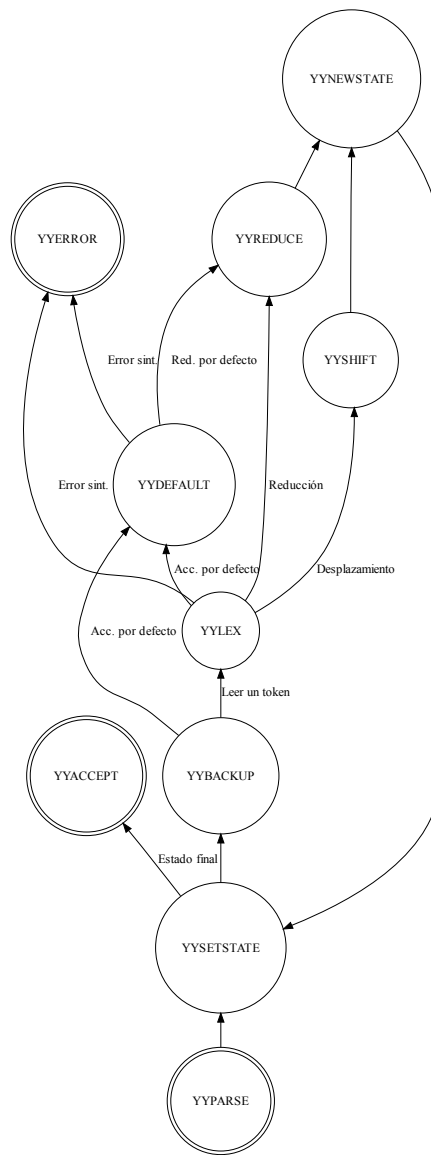 YYNEWSTATE
YYERROR
YYREDUCE
YYSHIFT
Error sint.
Red. por defecto
YYDEFAULT
Error sint.
Reducción
Acc. por defecto
Desplazamiento
YYLEX
Acc. por defecto
Leer un token
YYACCEPT
YYBACKUP
Estado final
YYSETSTATE
YYPARSE